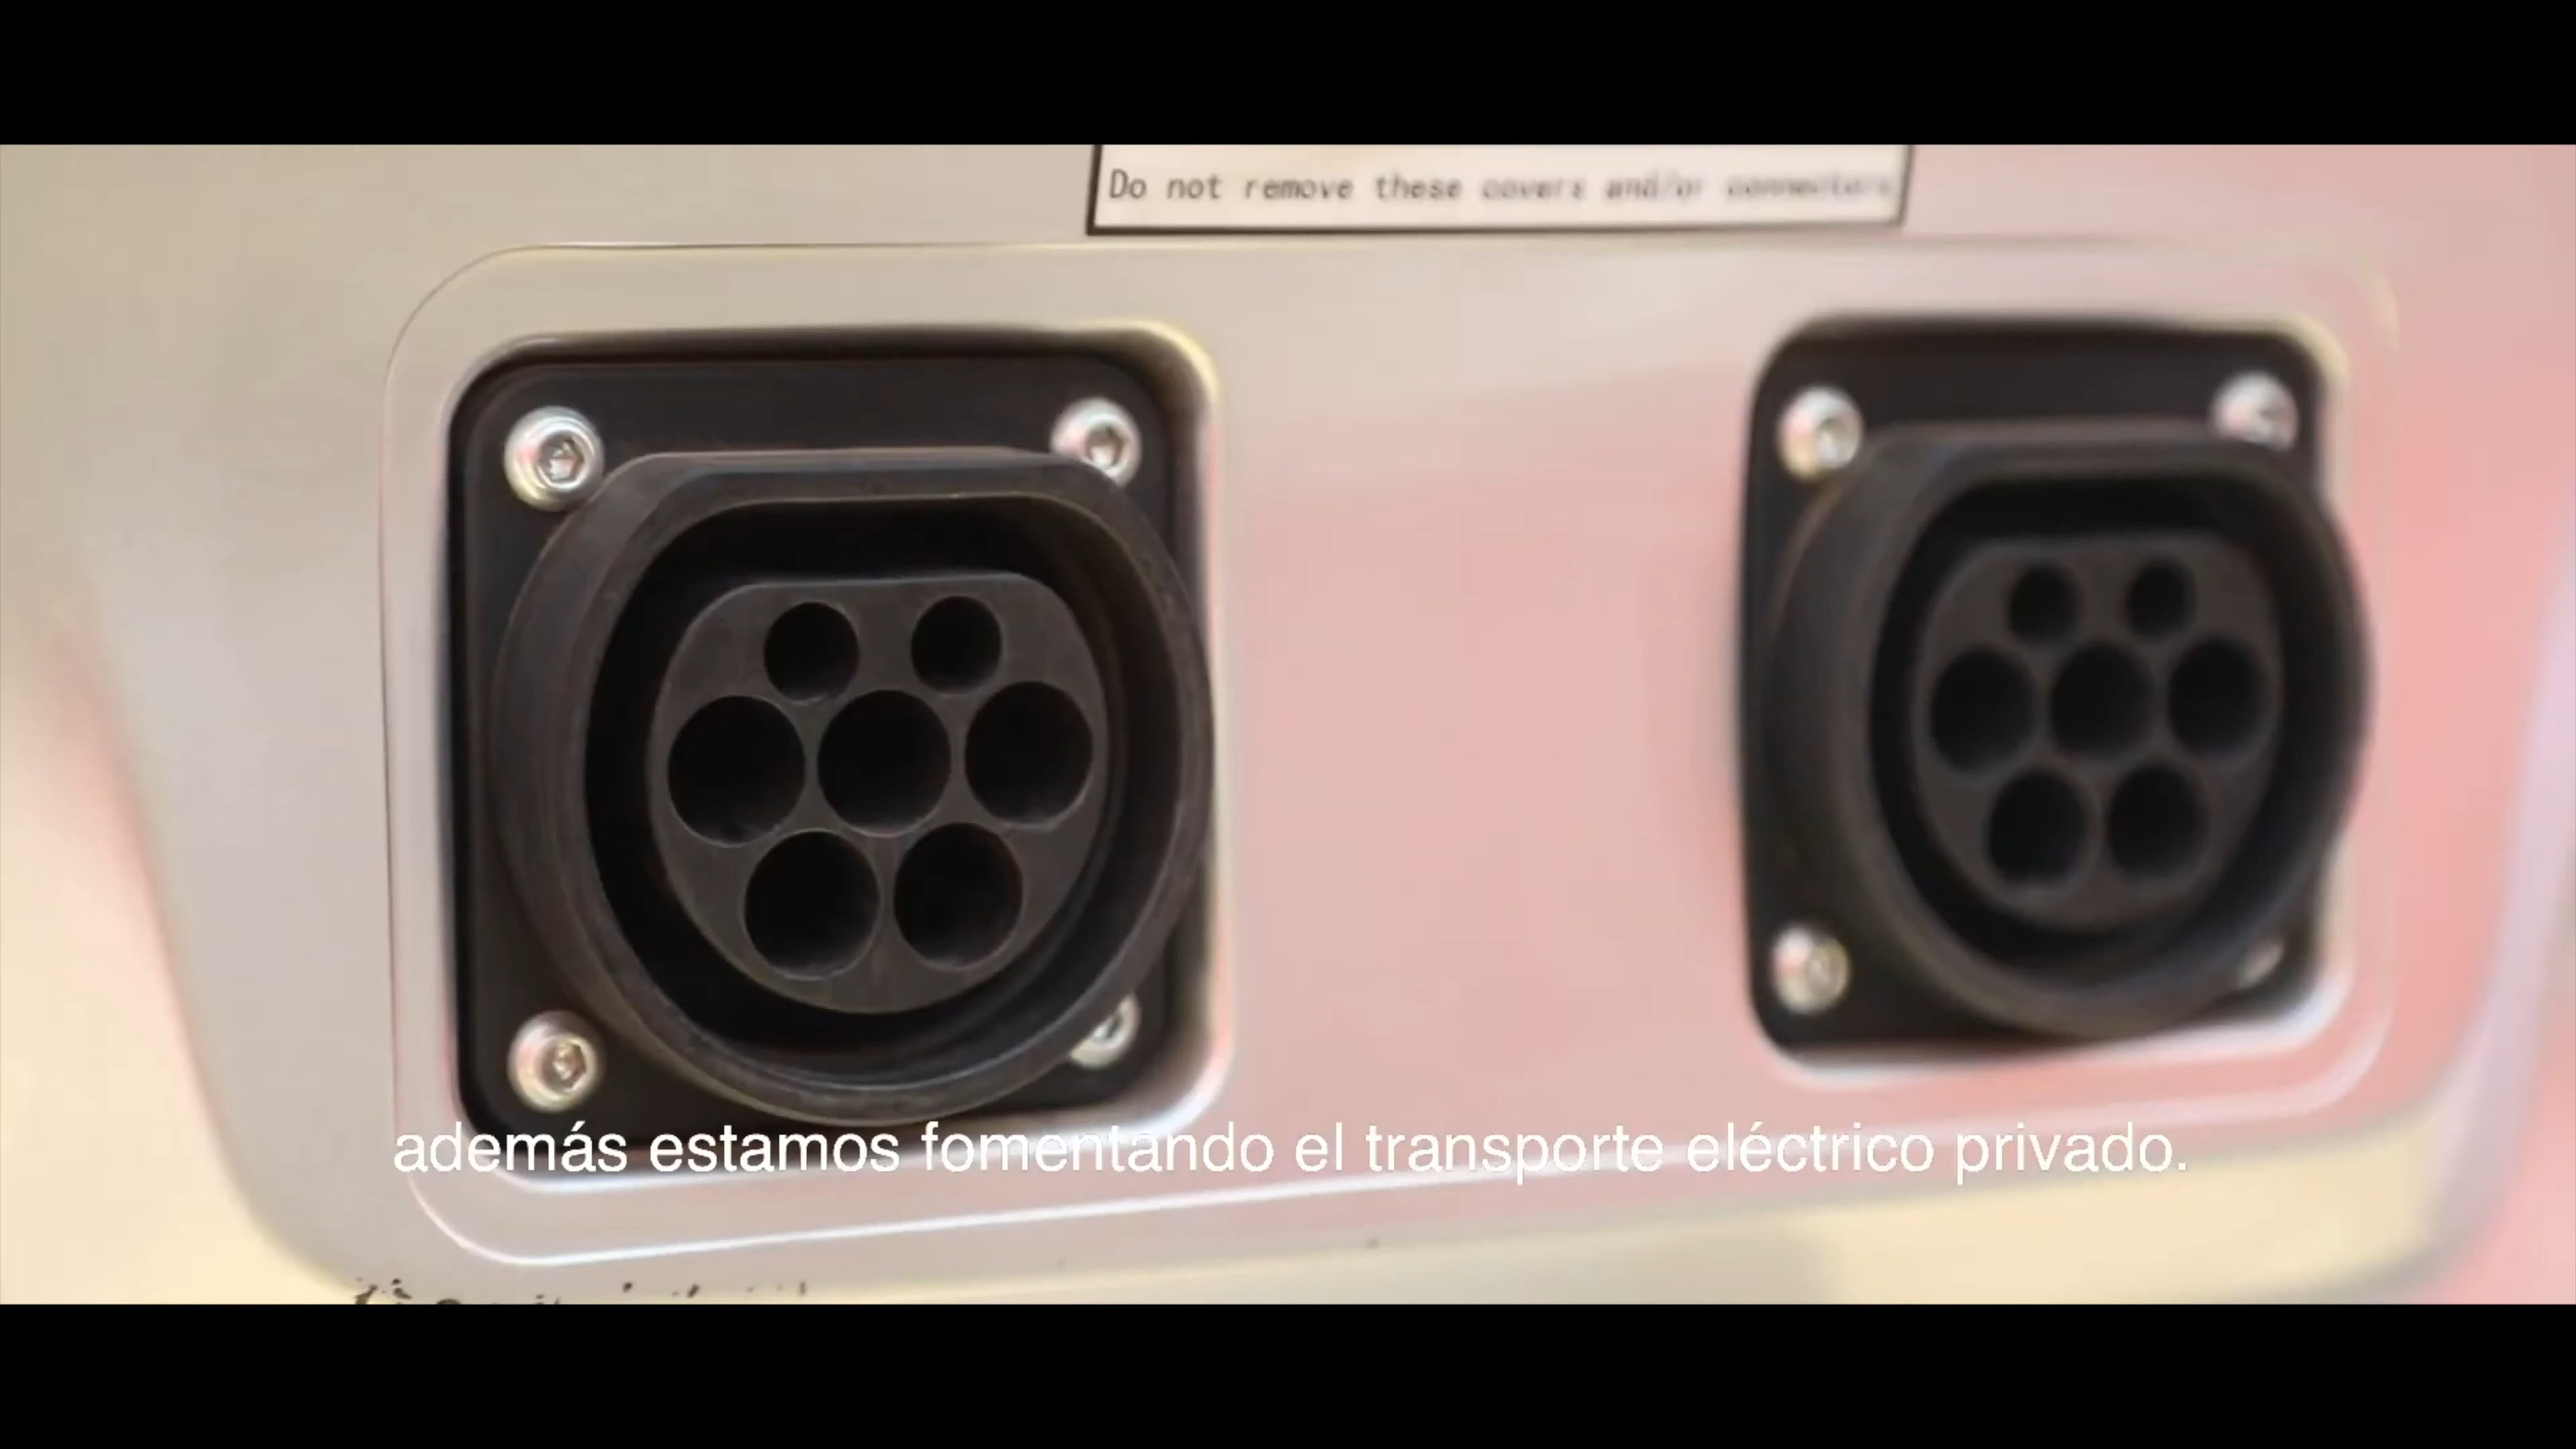 Do not remove these covers and/or connectors
además estamos fomentando el transporte eléctrico privado.